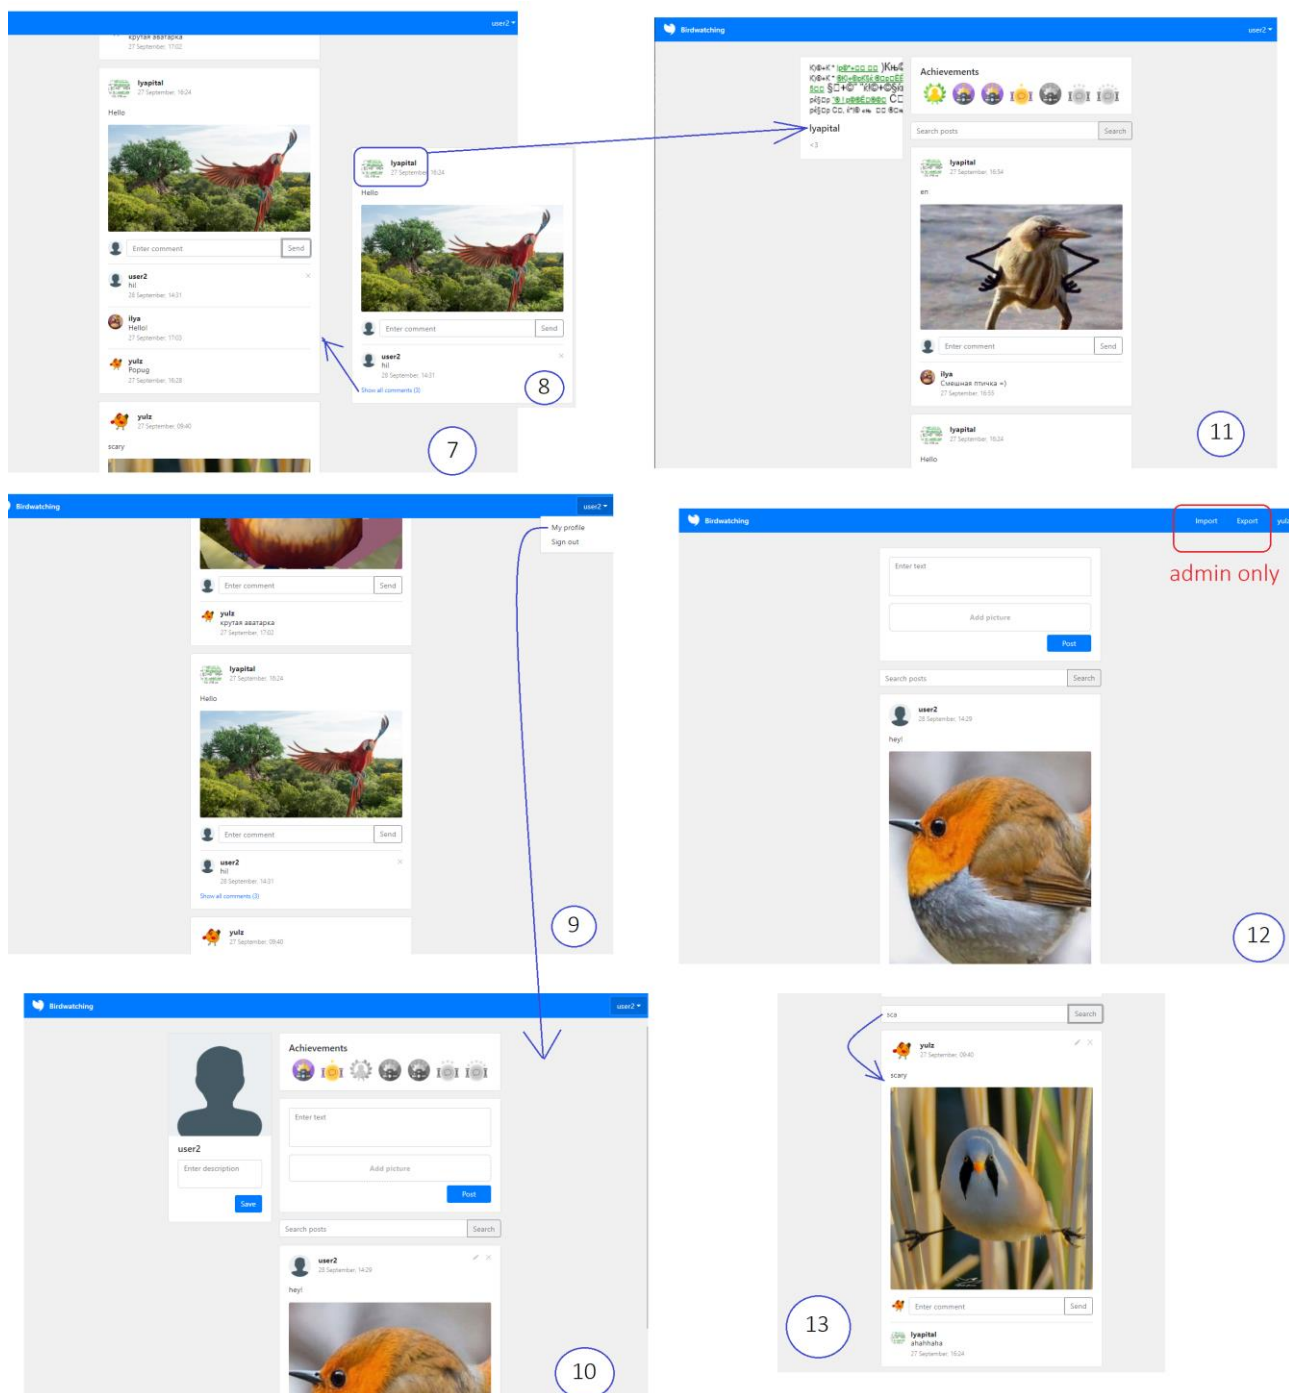 user2
крутая аватарка
27 September, 17:02
lyapital
27 September, 16:24
Hello
Enter comment
Send
user2
hi!
28 September, 14:31
ilya
Hello!
27 September, 17:03
yulz
Popug
27 September, 16:28
yulz
27 September, 09:40
scary
7
lyapital
27 September, 16:24
Hello
Enter comment
Send
user2
hi!
28 September, 14:31
Show all comments (3)
8
Birdwatching
user2
lyapital
<3
Achievements
Search posts
Search
lyapital
27 September, 16:54
en
Enter comment
Send
ilya
Смешная птичка =)
27 September, 16:55
lyapital
27 September, 16:24
Hello
11
Birdwatching
user2
My profile
Sign out
Enter comment
Send
yulz
крутая аватарка
27 September, 17:02
lyapital
27 September, 16:24
Hello
Enter comment
Send
user2
hi!
28 September, 14:31
Show all comments (3)
yulz
27 September, 09:40
9
Birdwatching
Import
Export
yulz
admin only
Enter text
Add picture
Post
Search posts
Search
user2
28 September, 14:29
hey!
12
Birdwatching
user2
user2
Enter description
Save
Achievements
Enter text
Add picture
Post
Search posts
Search
user2
28 September, 14:29
hey!
10
sca
Search
yulz
27 September, 09:40
scary
Enter comment
Send
lyapital
ahahhaha
27 September, 16:24
13